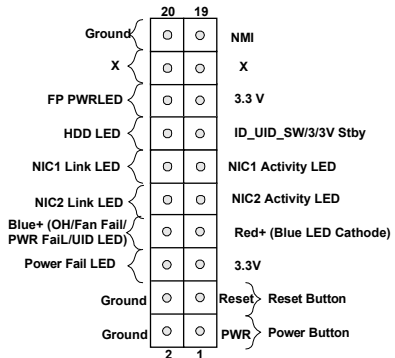 20 19
Ground NMI
X X
FP PWRLED 3.3 V
HDD LED ID_UID_SW/3/3V Stby
NIC1 Link LED NIC1 Activity LED
NIC2 Link LED NIC2 Activity LED
Blue+ (OH/Fan Fail/
PWR FaiL/UID LED) Red+ (Blue LED Cathode)
Power Fail LED 3.3V
Ground Reset Reset Button
Ground PWR Power Button
2 1